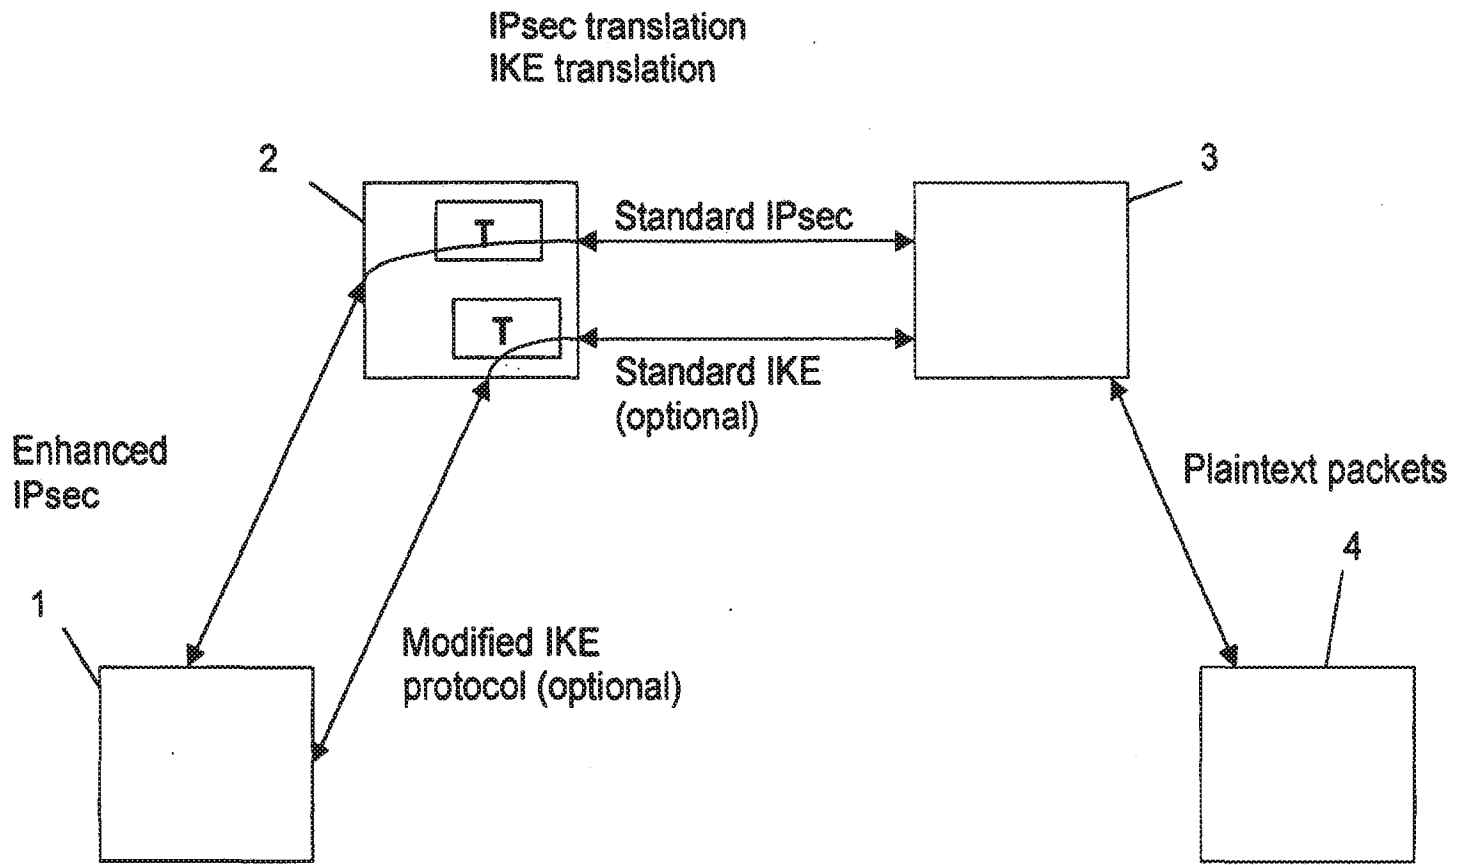 IPsec translation
IKE translation
2
3
T
Standard IPsec
T
Standard IKE
(optional)
Enhanced
IPsec
Plaintext packets
4
1
Modified IKE
protocol (optional)